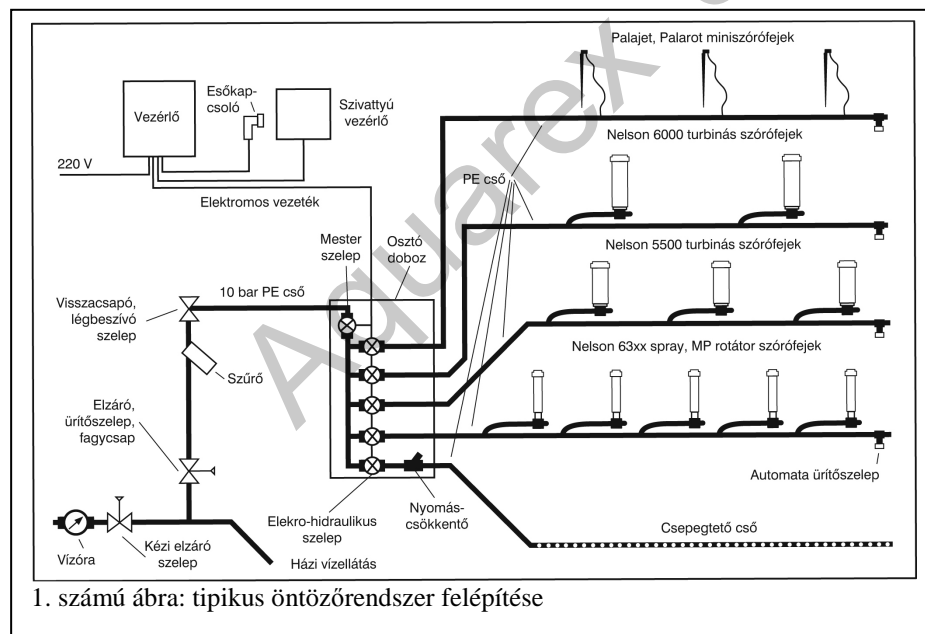 Palajet, Palarot miniszórófejek
Esőkap-
csoló
Vezérlő
Szivattyú
vezérlő
Nelson 6000 turbinás szórófejek
220 V
PE cső
Elektromos vezeték
Mester
szelep
Osztó
doboz
Nelson 5500 turbinás szórófejek
10 bar PE cső
Visszacsapó,
légbeszívó
szelep
Nelson 63xx spray, MP rotátor szórófejek
Szűrő
Elzáró,
ürítőszelep,
fagycsap
Automata ürítőszelep
Nyomás-
csökkentő
Elekro-hidraulikus
szelep
Csepegtető cső
Vízóra
Kézi elzáró
szelep
Házi vízellátás
Aquarex
1. számú ábra: tipikus öntözőrendszer felépítése